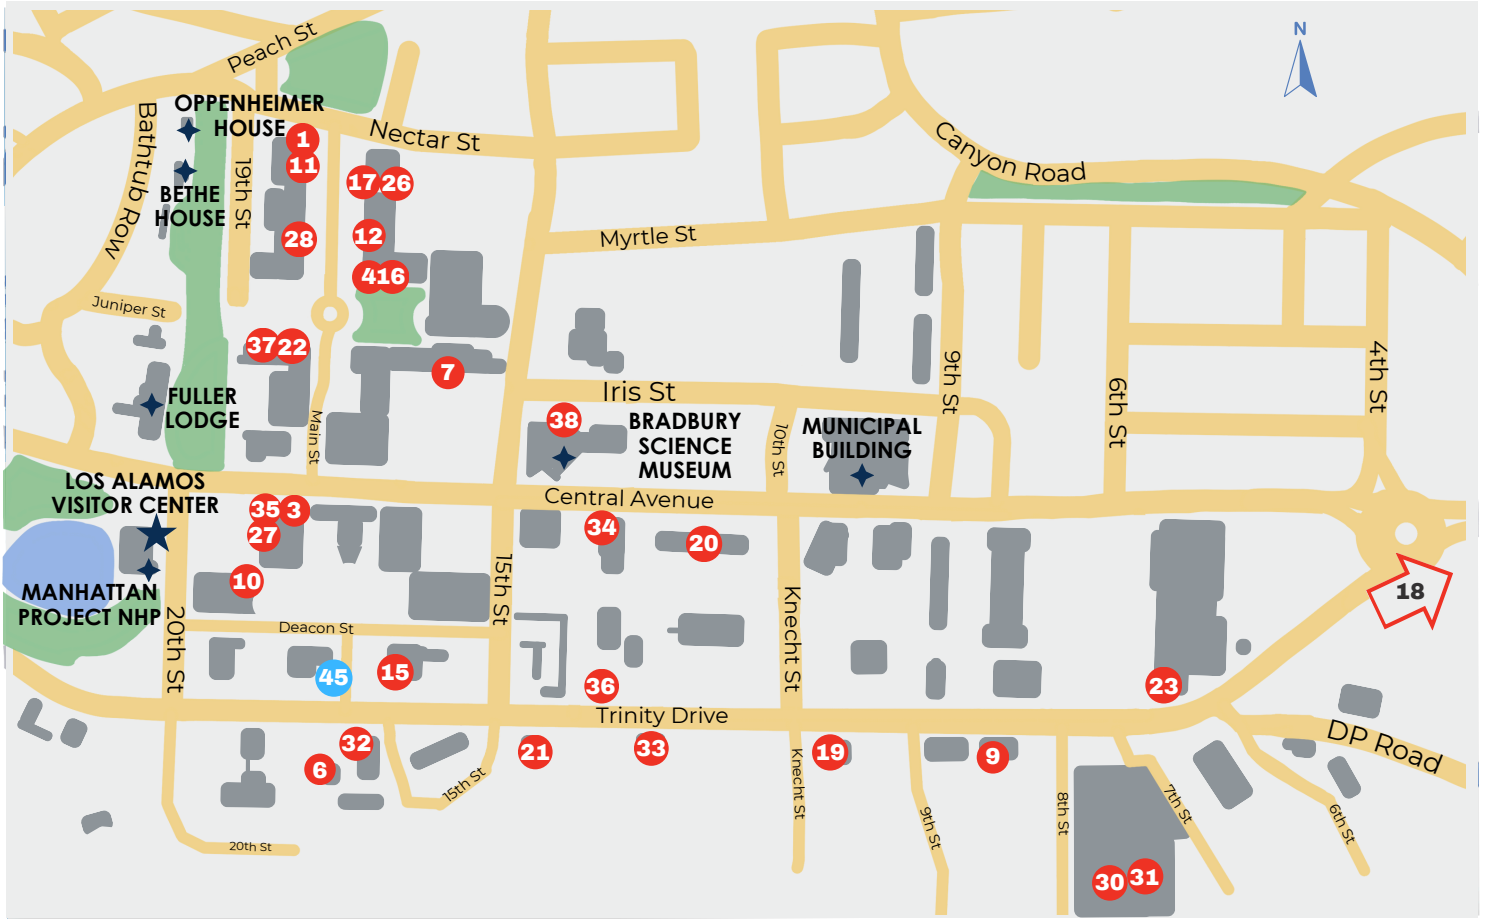 N
Peach St
OPPENHEIMER
HOUSE
Bathtub Row
19th St
1
11
Nectar St
17
26
Canyon Road
BETHE
HOUSE
28
12
4
16
Myrtle St
Juniper St
37
22
7
9th St
6th St
4th St
FULLER
LODGE
Main St
Iris St
38
BRADBURY
SCIENCE
MUSEUM
10th St
MUNICIPAL
BUILDING
LOS ALAMOS
VISITOR CENTER
Central Avenue
35
3
27
34
20
10
15th St
MANHATTAN
PROJECT NHP
20th St
Deacon St
Knecht St
18
45
15
36
23
Trinity Drive
DP Road
32
6
21
33
19
9
15th St
Knecht St
9th St
8th St
7th St
6th St
20th St
30
31